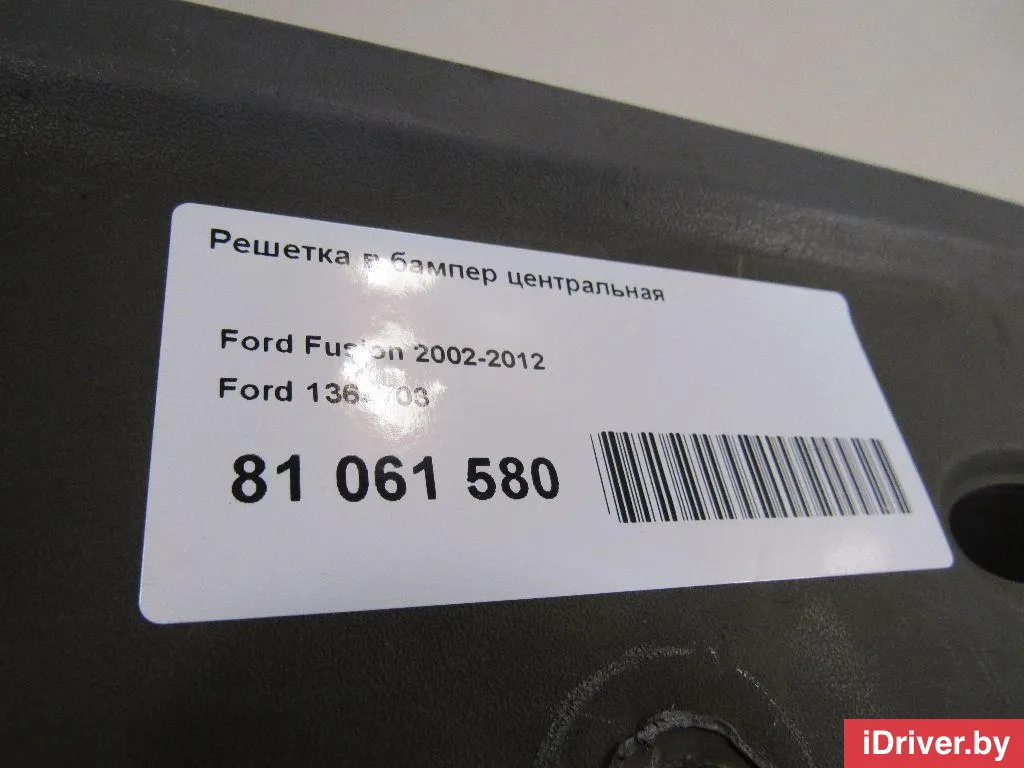 Решетка в бампер центральная
Ford Fusion 2002-2012
Ford
81 061 580
iDriver.by